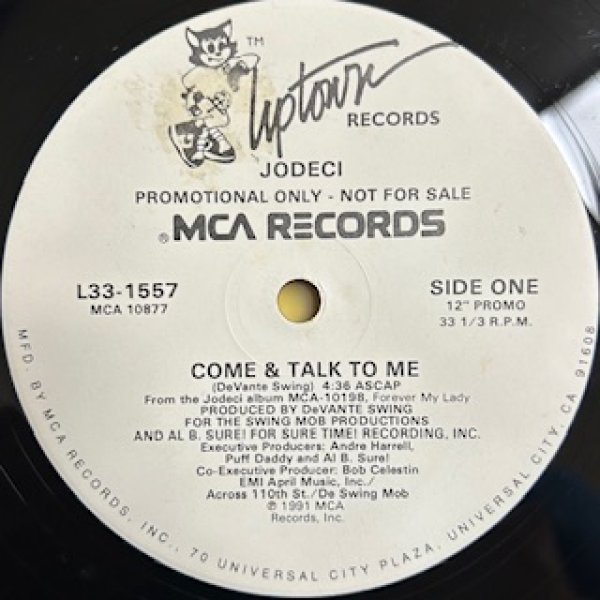 TM
Uptown
RECORDS
JODECI
PROMOTIONAL ONLY - NOT FOR SALE
® MCA RECORDS
L33-1557
MCA 10877
SIDE ONE
12" PROMO
33 1/3 R.P.M.
COME & TALK TO ME
(DeVante Swing) 4:36 ASCAP
From the Jodeci album MCA-10198, Forever My Lady
PRODUCED BY DeVANTE SWING
FOR THE SWING MOB PRODUCTIONS
AND AL B. SURE! FOR SURE TIME! RECORDING, INC.
Executive Producers: Andre Harrell,
Puff Daddy and Al B. Sure!
Co-Executive Producer: Bob Celestin
EMI April Music, Inc./
Across 110th St./De Swing Mob
℗ 1991 MCA
Records, Inc.
MFD. BY MCA RECORDS, INC., 70 UNIVERSAL CITY PLAZA, UNIVERSAL CITY, CA 91608